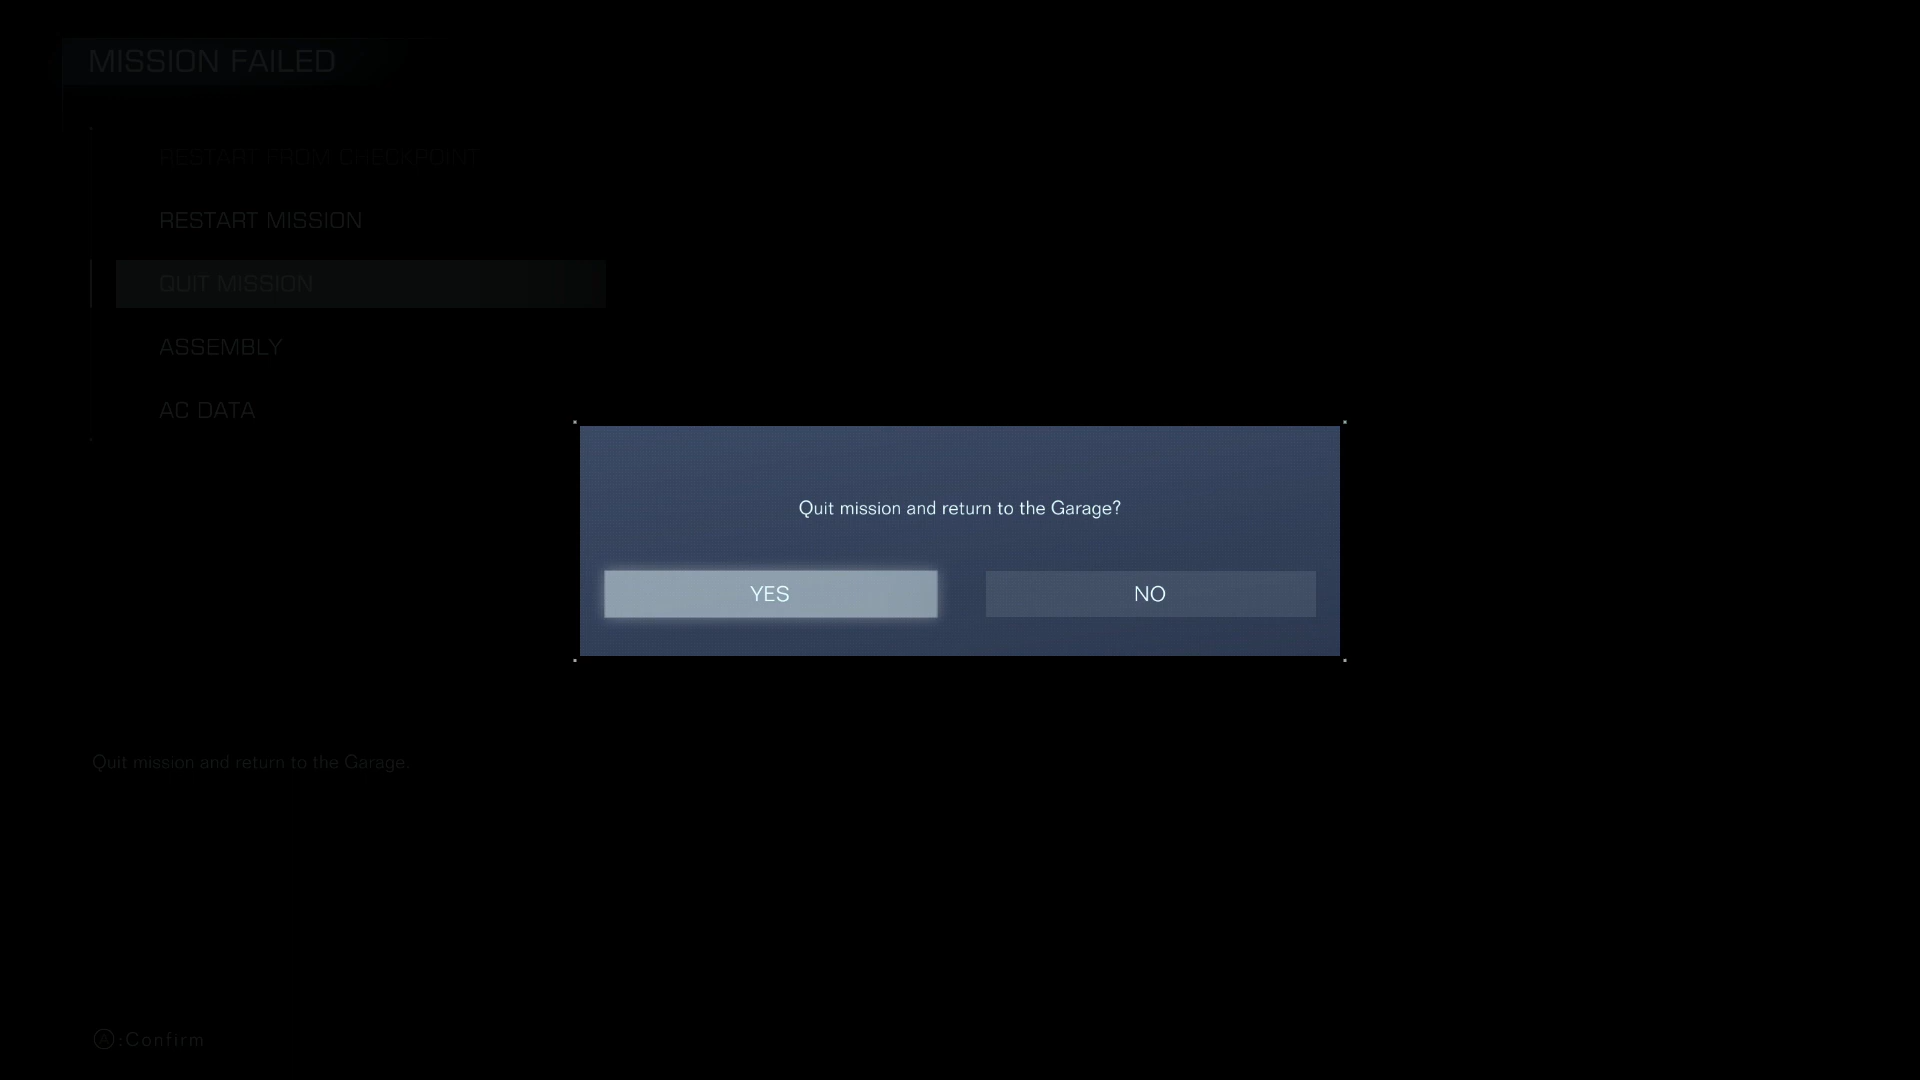 MISSION FAILED
RESTART FROM CHECKPOINT
RESTART MISSION
QUIT MISSION
ASSEMBLY
AC DATA
Quit mission and return to the Garage?
YES
NO
Quit mission and return to the Garage.
Ⓐ:Confirm